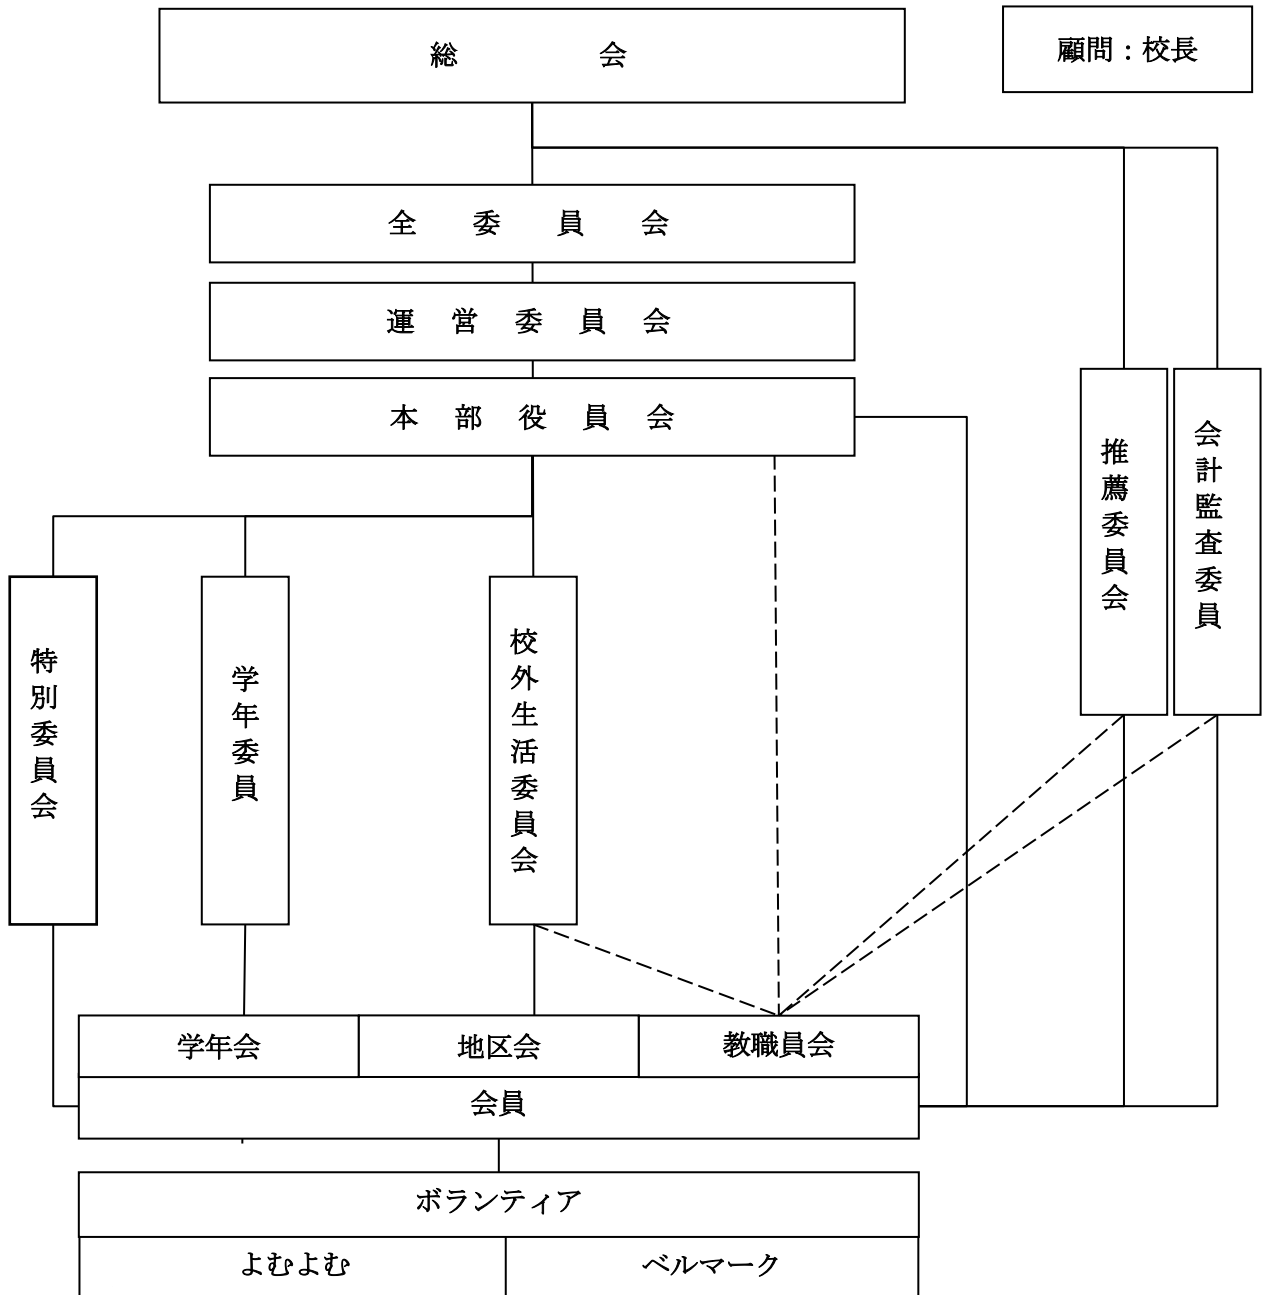 総　会
顧問：校長
全委員会
運営委員会
本部役員会
推薦委員会
会計監査委員
特別委員会
学年委員
校外生活委員会
学年会
地区会
教職員会
会員
ボランティア
よむよむ
ベルマーク